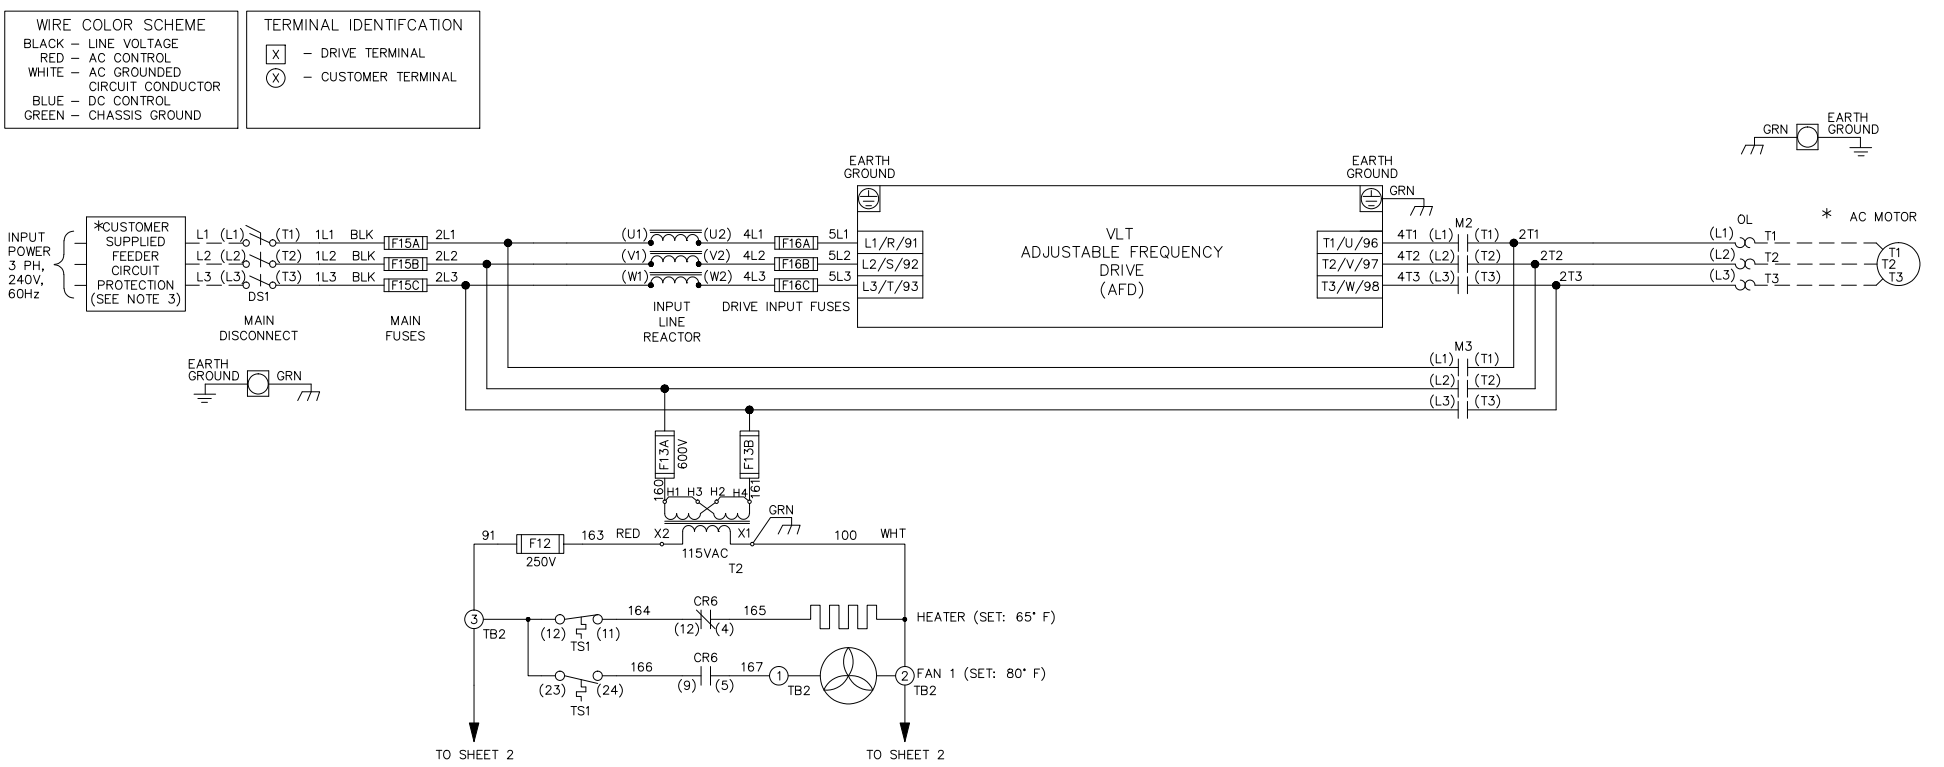 WIRE COLOR SCHEME
BLACK – LINE VOLTAGE
RED – AC CONTROL
WHITE – AC GROUNDED
CIRCUIT CONDUCTOR
BLUE – DC CONTROL
GREEN – CHASSIS GROUND
TERMINAL IDENTIFCATION
X – DRIVE TERMINAL
X – CUSTOMER TERMINAL
GRN
EARTH
GROUND
INPUT
POWER
3 PH,
240V,
60Hz
*CUSTOMER
SUPPLIED
FEEDER
CIRCUIT
PROTECTION
(SEE NOTE 3)
L1 (L1) (T1) 1L1 BLK F15A 2L1
L2 (L2) (T2) 1L2 BLK F15B 2L2
L3 (L3) (T3) 1L3 BLK F15C 2L3
DS1
MAIN
DISCONNECT
MAIN
FUSES
EARTH
GROUND
GRN
(U1) (U2) 4L1 F16A 5L1
(V1) (V2) 4L2 F16B 5L2
(W1) (W2) 4L3 F16C 5L3
INPUT
LINE
REACTOR
DRIVE INPUT FUSES
EARTH
GROUND
L1/R/91
L2/S/92
L3/T/93
VLT
ADJUSTABLE FREQUENCY
DRIVE
(AFD)
EARTH
GROUND
GRN
T1/U/96
T2/V/97
T3/W/98
M2
4T1 (L1) (T1) 2T1
4T2 (L2) (T2) 2T2
4T3 (L3) (T3) 2T3
OL
(L1) T1
(L2) T2
(L3) T3
* AC MOTOR
T1
T2
T3
M3
(L1) (T1)
(L2) (T2)
(L3) (T3)
F13A
600V
F13B
160
161
H1 H3 H2 H4
GRN
91 F12 163 RED X2 X1 100 WHT
250V
115VAC
T2
3
TB2
(12) (11)
TS1
164
CR6
(12) (4)
165
HEATER (SET: 65° F)
(23) (24)
TS1
166
CR6
(9) (5)
167
1
TB2
2
TB2
FAN 1 (SET: 80° F)
TO SHEET 2
TO SHEET 2